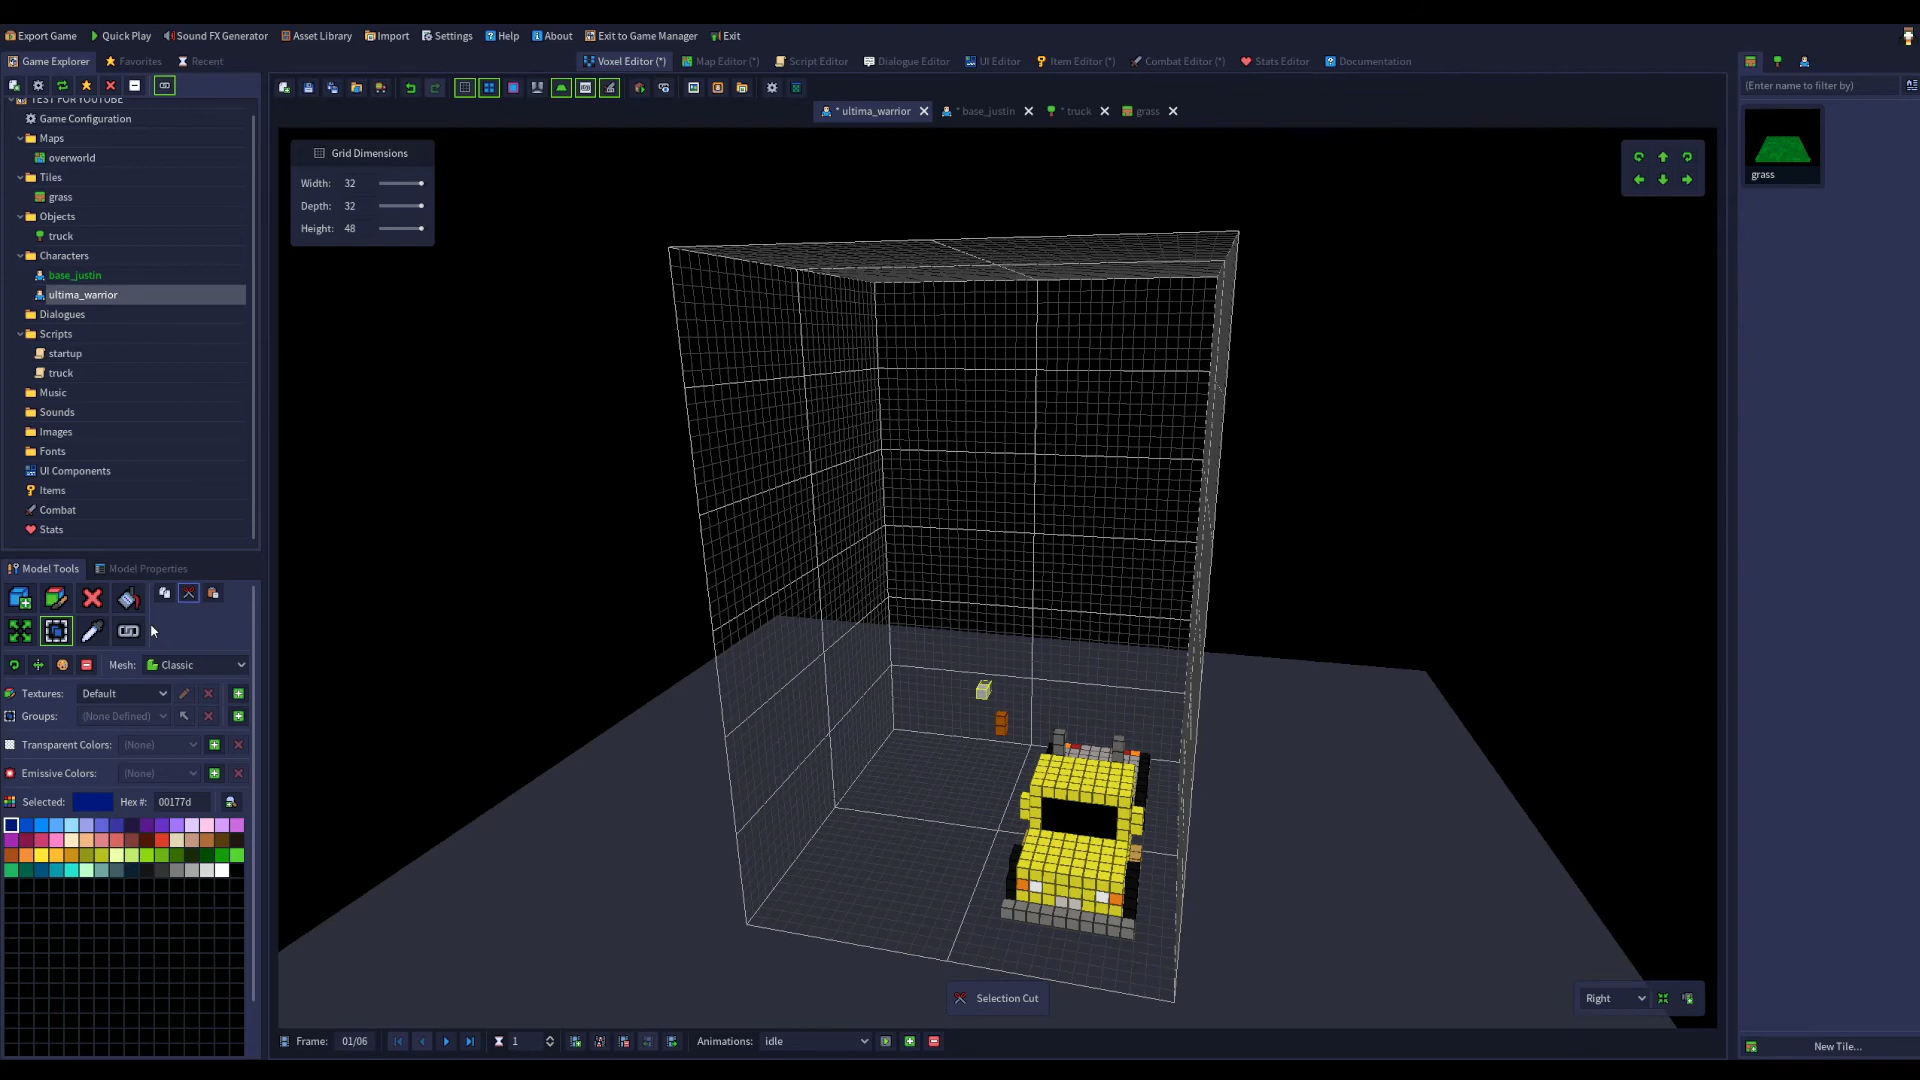 Export Game Quick Play Sound FX Generator Asset Library Import Settings Help About Exit to Game Manager Exit
Game Explorer Favorites Recent
Voxel Editor (*) Map Editor (*) Script Editor Dialogue Editor UI Editor Item Editor (*) Combat Editor (*) Stats Editor Documentation
(Enter name to filter by)
* ultima_warrior * base_justin * truck grass
TEST FOR YOUTUBE
Game Configuration
Maps
overworld
Tiles
grass
Objects
truck
Characters
base_justin
ultima_warrior
Dialogues
Scripts
startup
truck
Music
Sounds
Images
Fonts
UI Components
Items
Combat
Stats
Grid Dimensions
Width: 32
Depth: 32
Height: 48
grass
Model Tools Model Properties
Mesh: Classic
Textures: Default
Groups: (None Defined)
Transparent Colors: (None)
Emissive Colors: (None)
Selected: Hex #: 00177d
Selection Cut
Right
Frame: 01/06 1 Animations: idle
New Tile...